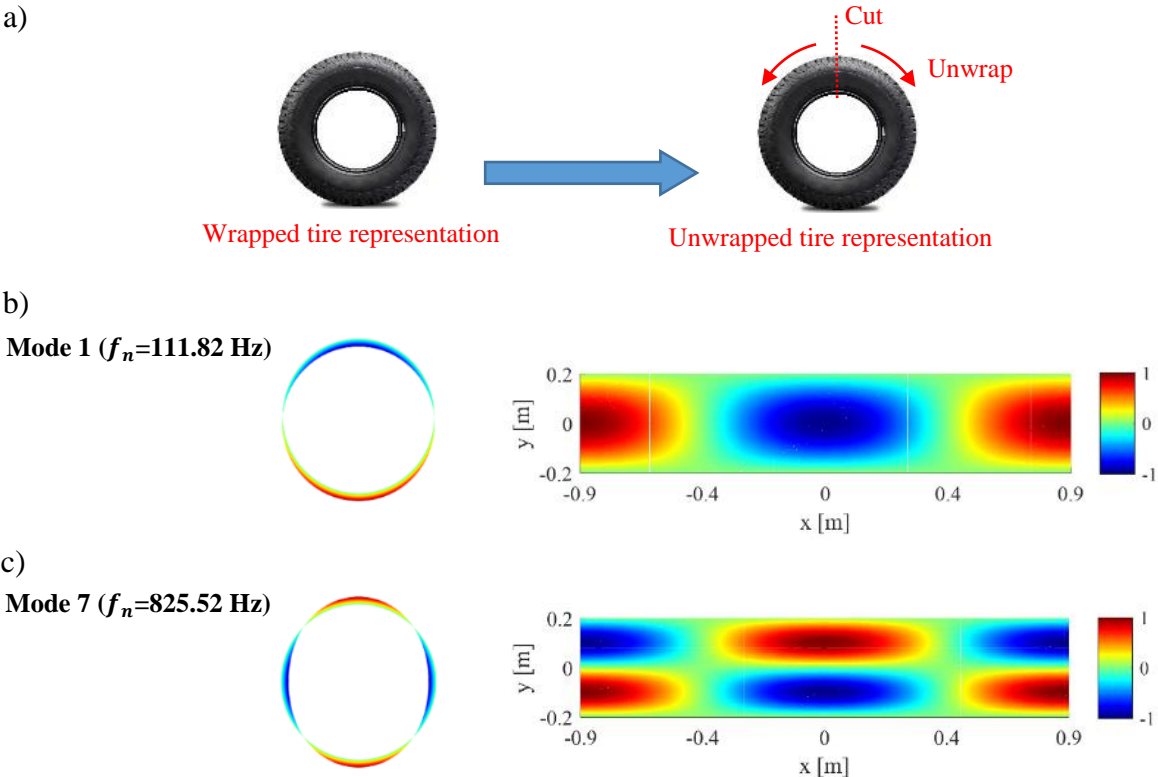 a)
Cut
Unwrap
Wrapped tire representation
Unwrapped tire representation
b)
Mode 1 (fₙ=111.82 Hz)
0.2
0
-0.2
y [m]
-0.9
-0.4
0
0.4
0.9
x [m]
1
0
-1
c)
Mode 7 (fₙ=825.52 Hz)
0.2
0
-0.2
y [m]
-0.9
-0.4
0
0.4
0.9
x [m]
1
0
-1